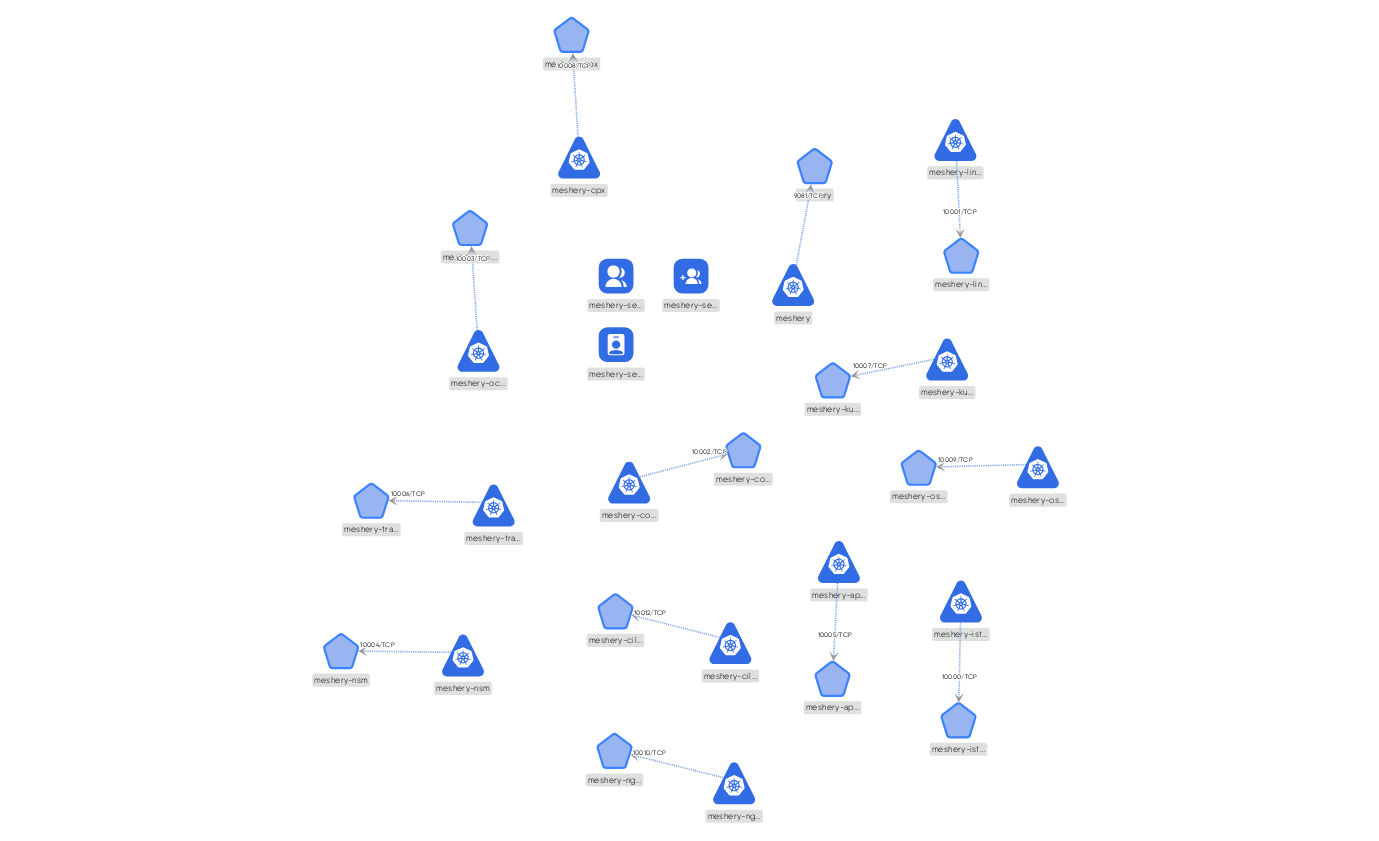 10008/TCP
meshery-cpx
meshery-lin...
9081/TCP
10001/TCP
10003/TCP
meshery-lin...
meshery-se...
meshery-se...
meshery
10007/TCP
meshery-se...
meshery-oc...
meshery-ku...
meshery-ku...
10002/TCP
10009/TCP
meshery-co...
10006/TCP
meshery-os...
meshery-os...
meshery-co...
meshery-tra...
meshery-tra...
meshery-ap...
10012/TCP
10005/TCP
meshery-ist...
meshery-cil...
10004/TCP
meshery-cil...
10000/TCP
meshery-nsm
meshery-nsm
meshery-ap...
10010/TCP
meshery-ist...
meshery-ng...
meshery-ng...